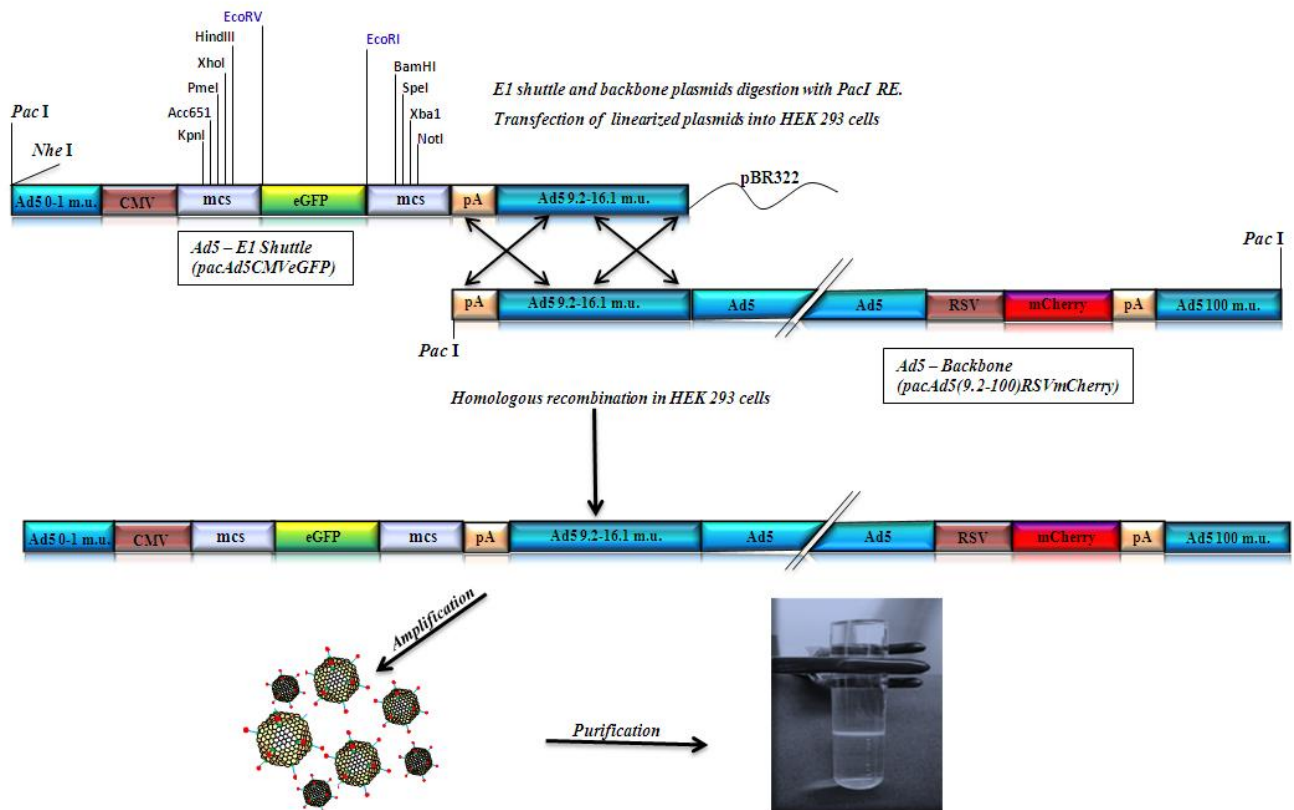 EcoRV
HindIII
EcoRI
XhoI
BamHI
PmeI
SpeI
E1 shuttle and backbone plasmids digestion with PacI RE.
Pac I
Acc651
Xba1
Transfection of linearized plasmids into HEK 293 cells
KpnI
NotI
Nhe I
pBR322
Ad5 0-1 m.u.
CMV
mcs
eGFP
mcs
pA
Ad5 9.2-16.1 m.u.
Ad5 – E1 Shuttle
(pacAd5CMVeGFP)
Pac I
pA
Ad5 9.2-16.1 m.u.
Ad5
Ad5
RSV
mCherry
pA
Ad5 100 m.u.
Pac I
Ad5 – Backbone
(pacAd5(9.2-100)RSVmCherry)
Homologous recombination in HEK 293 cells
Ad5 0-1 m.u.
CMV
mcs
eGFP
mcs
pA
Ad5 9.2-16.1 m.u.
Ad5
Ad5
RSV
mCherry
pA
Ad5 100 m.u.
Amplification
Purification